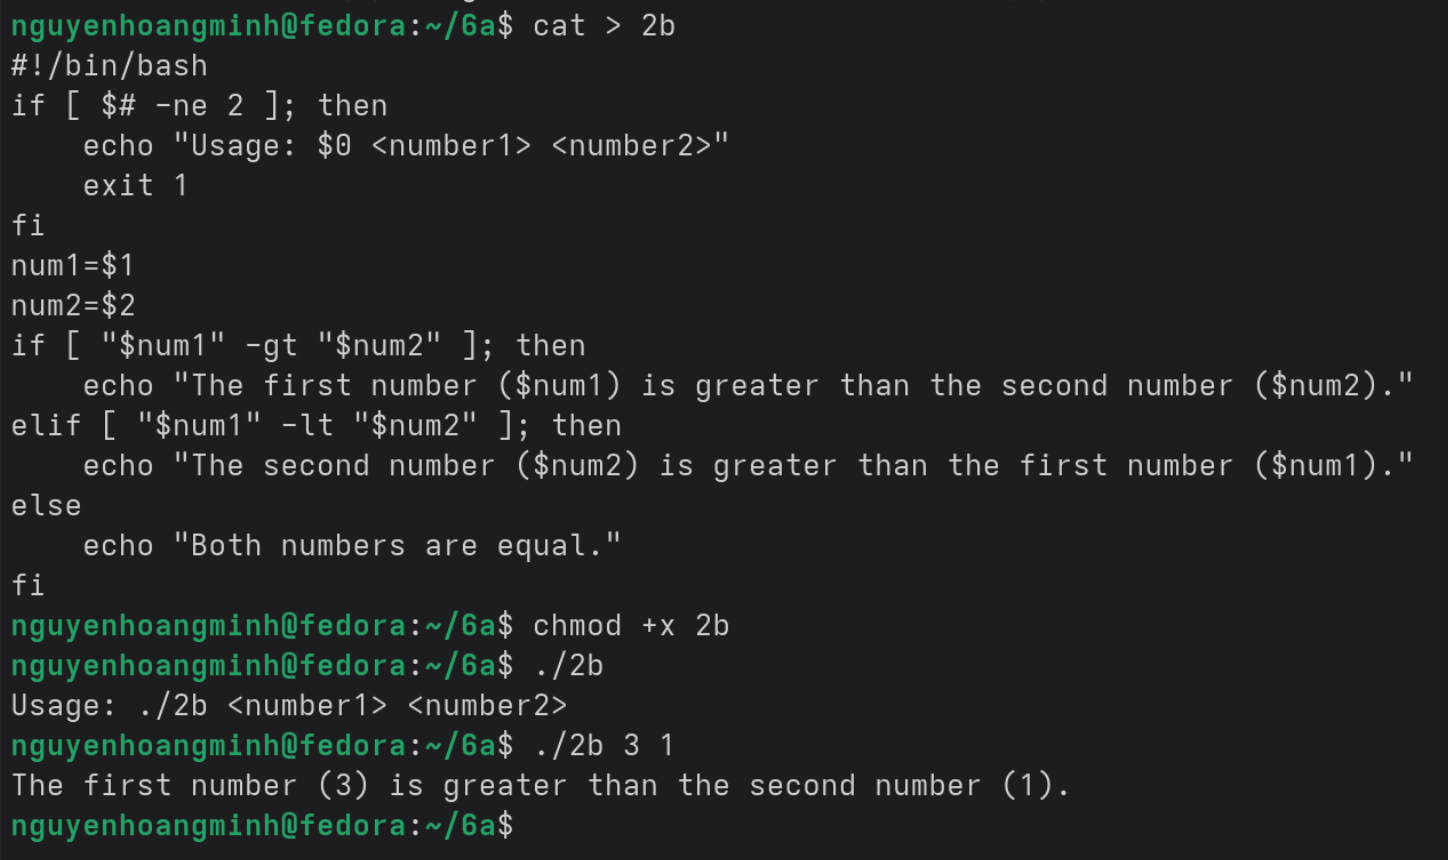 nguyenhoangminh@fedora:~/6a$ cat > 2b
#!/bin/bash
if [ $# -ne 2 ]; then
    echo "Usage: $0 <number1> <number2>"
    exit 1
fi
num1=$1
num2=$2
if [ "$num1" -gt "$num2" ]; then
    echo "The first number ($num1) is greater than the second number ($num2)."
elif [ "$num1" -lt "$num2" ]; then
    echo "The second number ($num2) is greater than the first number ($num1)."
else
    echo "Both numbers are equal."
fi
nguyenhoangminh@fedora:~/6a$ chmod +x 2b
nguyenhoangminh@fedora:~/6a$ ./2b
Usage: ./2b <number1> <number2>
nguyenhoangminh@fedora:~/6a$ ./2b 3 1
The first number (3) is greater than the second number (1).
nguyenhoangminh@fedora:~/6a$